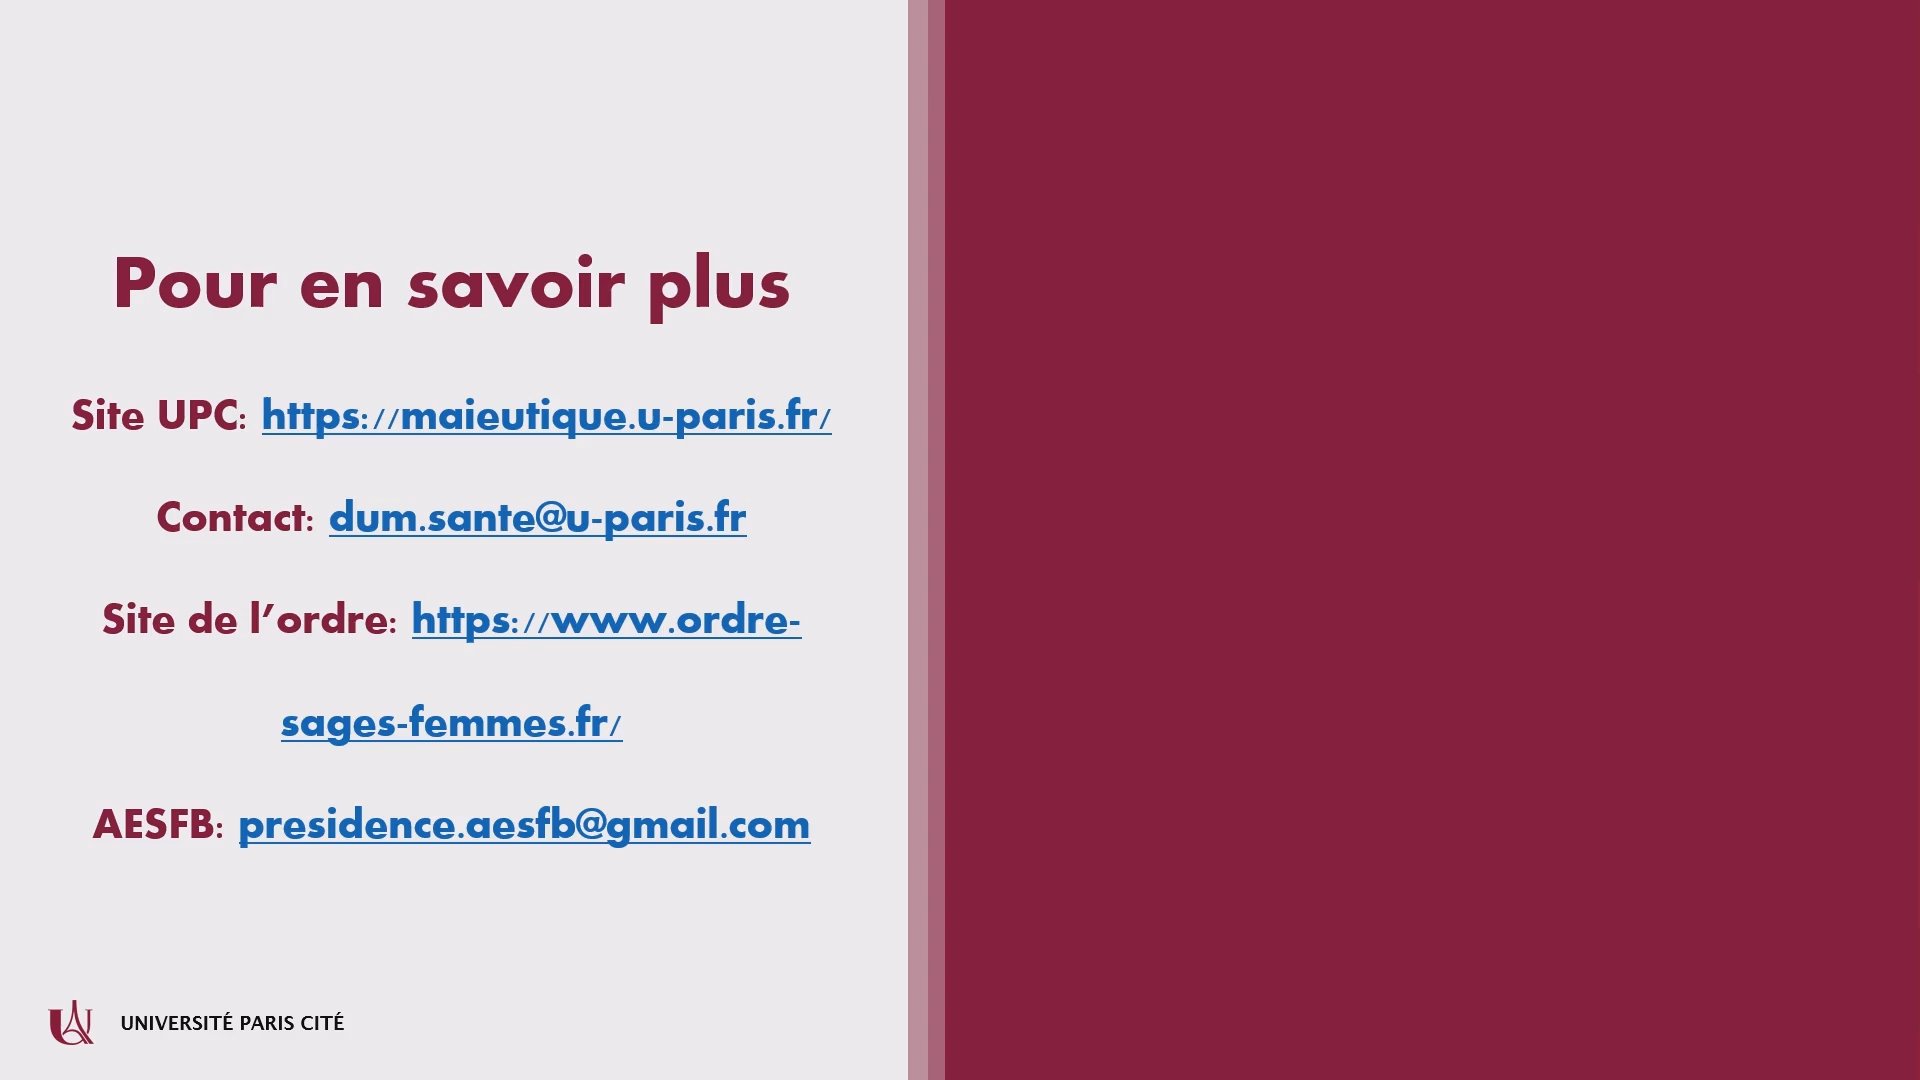 Pour en savoir plus
Site UPC: https://maieutique.u-paris.fr/
Contact: dum.sante@u-paris.fr
Site de l’ordre: https://www.ordre-
sages-femmes.fr/
AESFB: presidence.aesfb@gmail.com
UNIVERSITÉ PARIS CITÉ